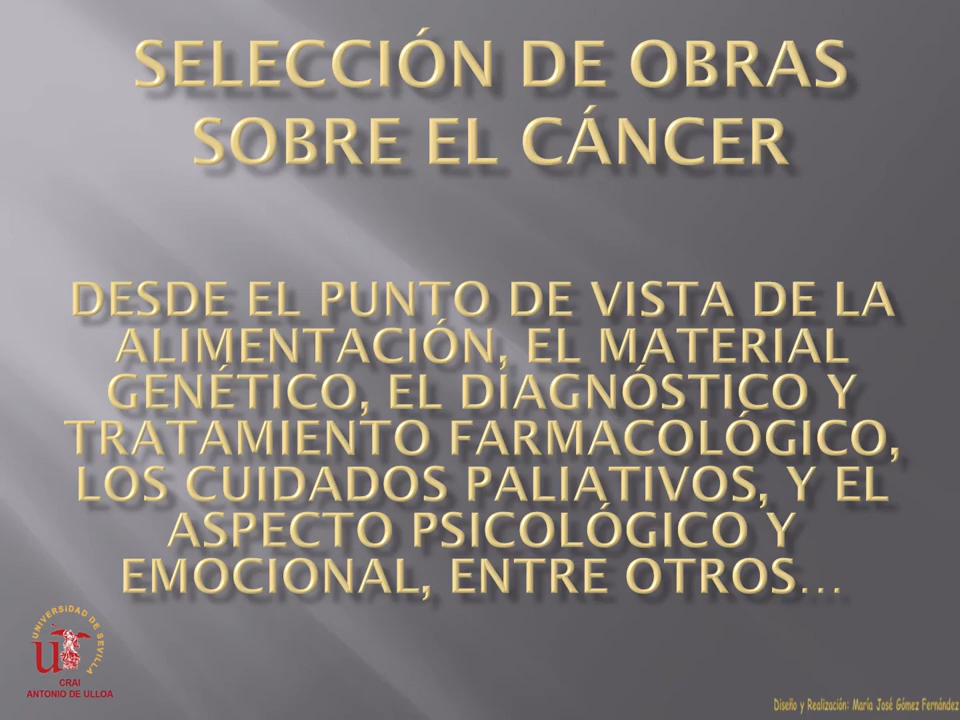 SELECCIÓN DE OBRAS
SOBRE EL CÁNCER
DESDE EL PUNTO DE VISTA DE LA
ALIMENTACIÓN, EL MATERIAL
GENÉTICO, EL DIAGNÓSTICO Y
TRATAMIENTO FARMACOLÓGICO,
LOS CUIDADOS PALIATIVOS, Y EL
ASPECTO PSICOLÓGICO Y
EMOCIONAL, ENTRE OTROS...
UNIVERSIDAD DE SEVILLA
us
CRAI
ANTONIO DE ULLOA
Diseño y Realización: María José Gómez Fernández